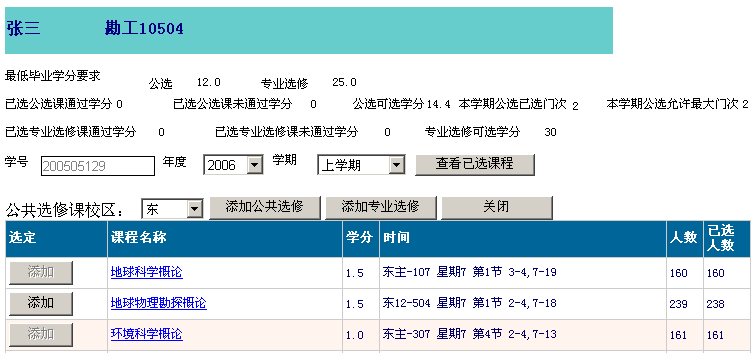 张三 勘工10504
最低毕业学分要求 公选 12.0 专业选修 25.0
已选公选课通过学分 0 已选公选课未通过学分 0 公选可选学分 14.4 本学期公选已选门次 2 本学期公选允许最大门次 2
已选专业选修课通过学分 0 已选专业选修课未通过学分 0 专业选修可选学分 30
学号 200505129 年度 2006 学期 上学期 查看已选课程
公共选修课校区： 东 添加公共选修 添加专业选修 关闭
选定 课程名称 学分 时间 人数 已选人数
添加 地球科学概论 1.5 东主-107 星期7 第1节 3-4,7-19 160 160
添加 地球物理勘探概论 1.5 东12-504 星期7 第1节 2-4,7-18 239 238
添加 环境科学概论 1.0 东主-307 星期7 第4节 2-4,7-13 161 161